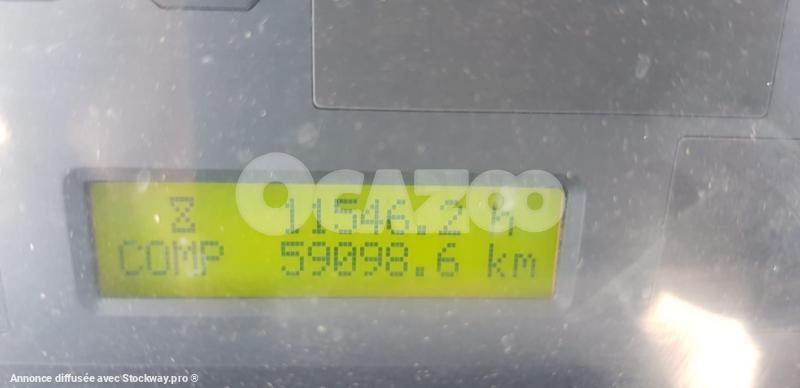 OCAZOO
11546.2 h
COMP 59098.6 km
Annonce diffusée avec Stockway.pro ®